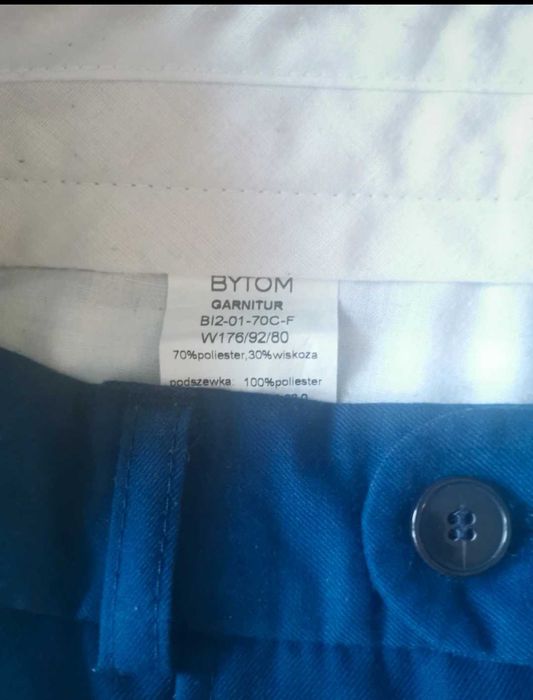 BYTOM
GARNITUR
BI2-01-70C-F
W176/92/80
70%poliester,30%wiskoza
podszewka: 100%poliester